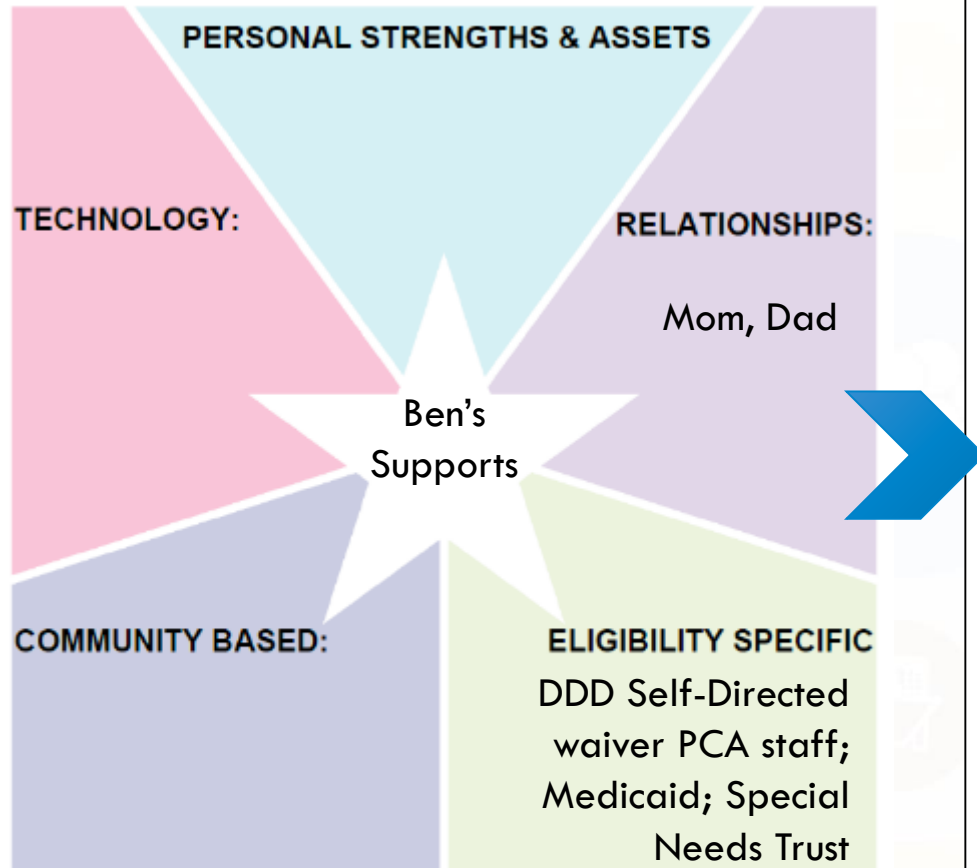 PERSONAL STRENGTHS & ASSETS
TECHNOLOGY:
RELATIONSHIPS:
Mom, Dad
Ben's
Supports
COMMUNITY BASED:
ELIGIBILITY SPECIFIC
DDD Self-Directed
waiver PCA staff;
Medicaid; Special
Needs Trust